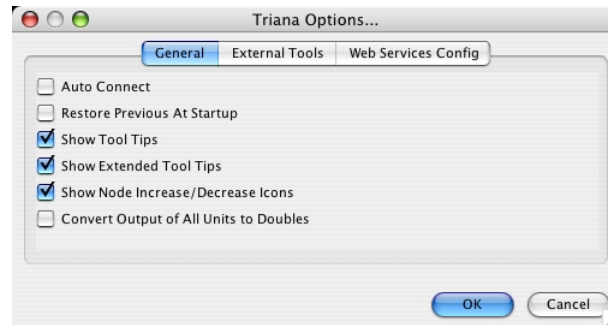 Triana Options...
General External Tools Web Services Config
Auto Connect
Restore Previous At Startup
Show Tool Tips
Show Extended Tool Tips
Show Node Increase/Decrease Icons
Convert Output of All Units to Doubles
OK Cancel